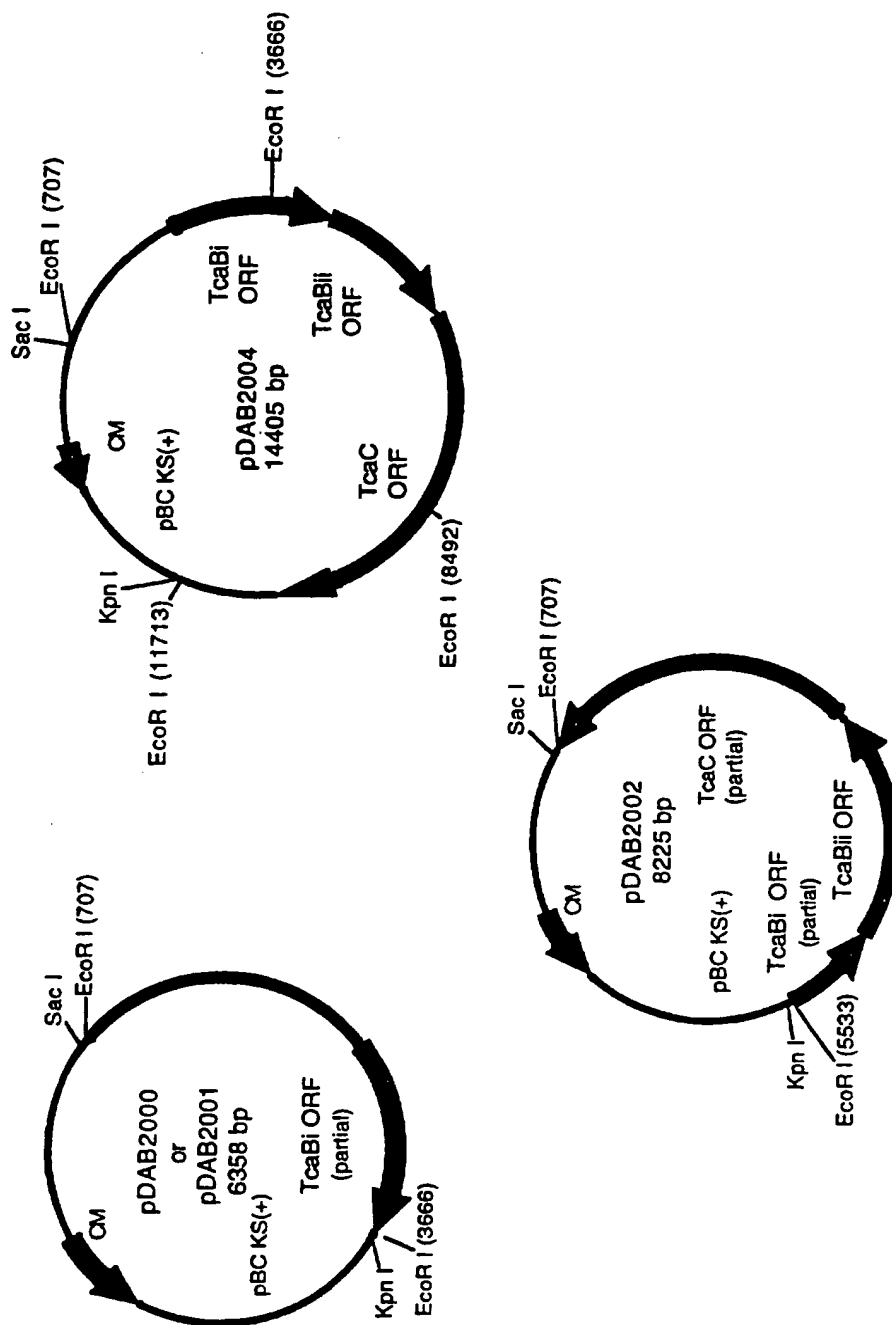 Sac I
EcoR I (707)
CM
pDAB2000
or
pDAB2001
6358 bp
pBC KS(+)
TcaBi ORF
(partial)
Kpn I
EcoR I (3666)
Sac I
EcoR I (707)
CM
pBC KS(+)
pDAB2004
14405 bp
TcaBi
ORF
EcoR I (3666)
TcaBii
ORF
TcaC
ORF
Kpn I
EcoR I (11713)
EcoR I (8492)
Sac I
EcoR I (707)
CM
pDAB2002
8225 bp
pBC KS(+)
TcaC ORF
(partial)
TcaBi ORF
(partial)
TcaBii ORF
Kpn I
EcoR I (5533)